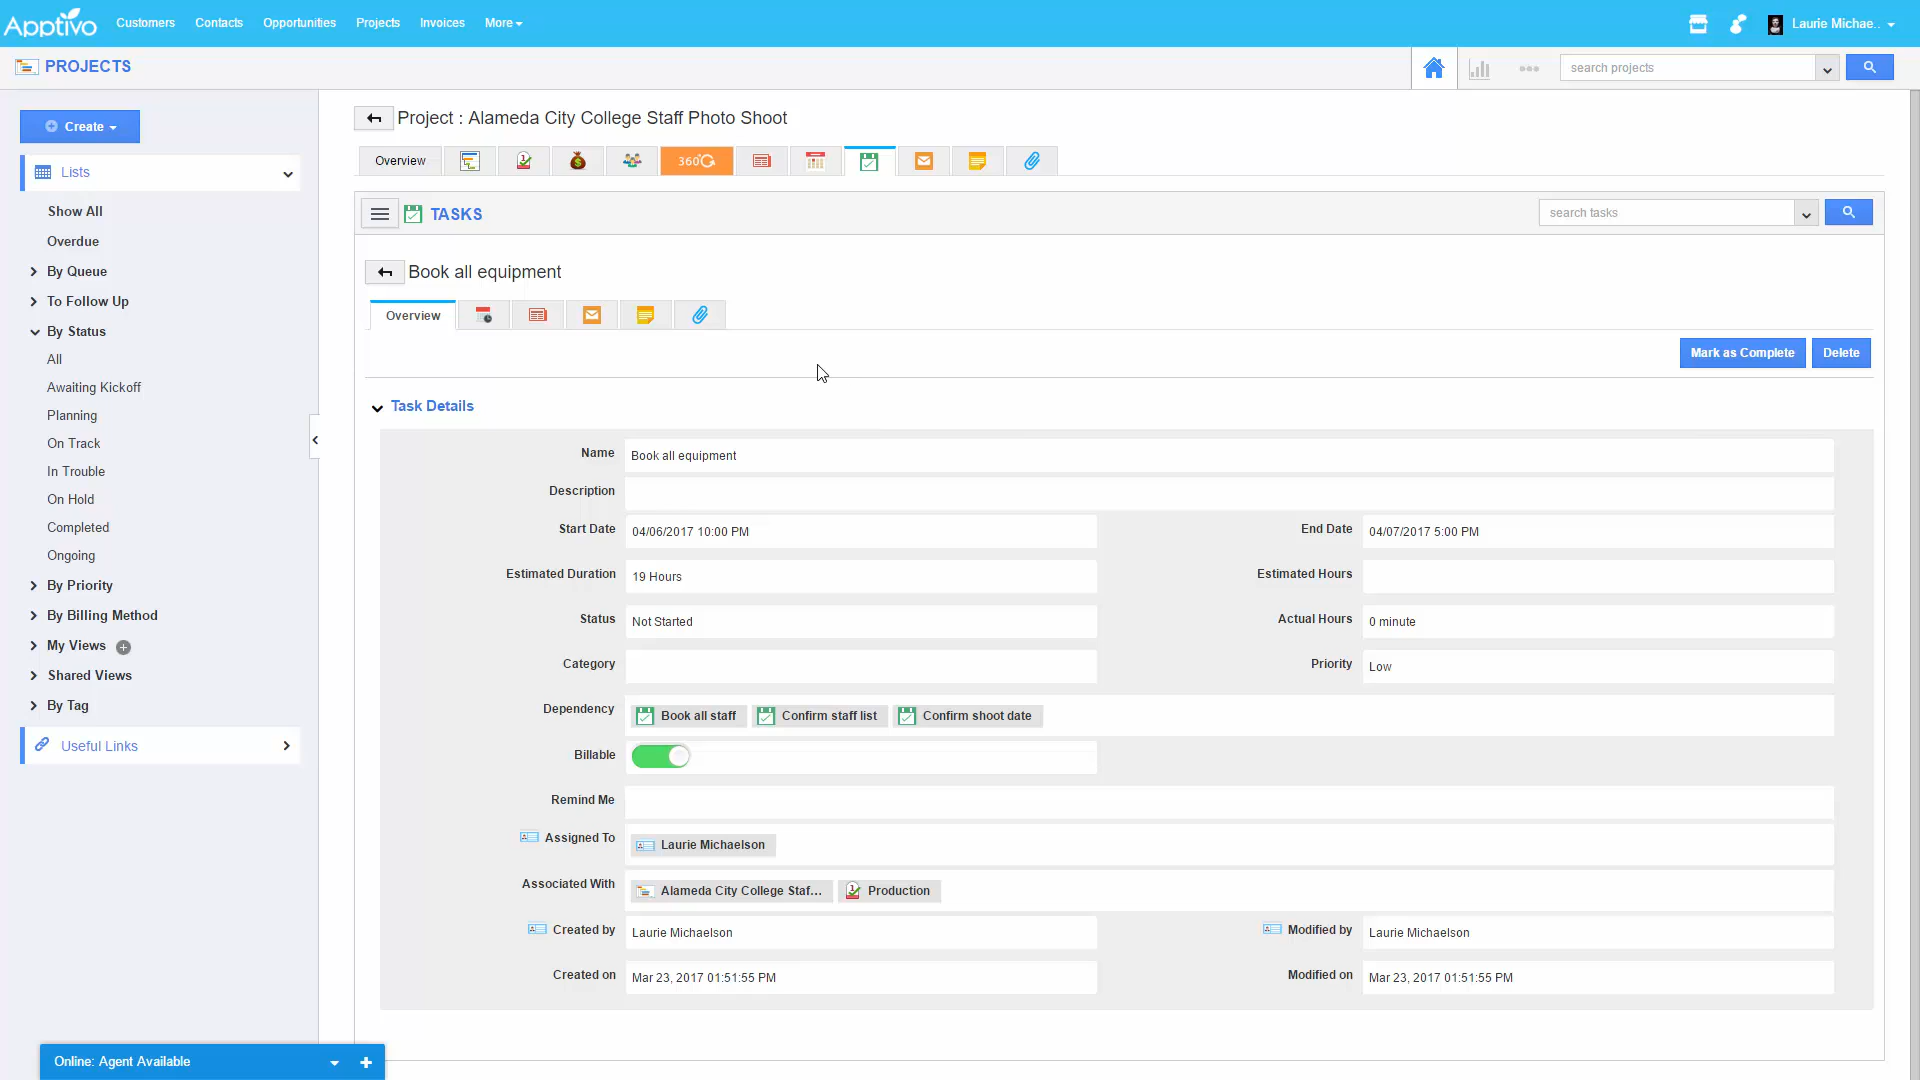 Apptivo Customers Contacts Opportunities Projects Invoices More Laurie Michae..
PROJECTS
search projects
Create
Lists
Show All
Overdue
By Queue
To Follow Up
By Status
All
Awaiting Kickoff
Planning
On Track
In Trouble
On Hold
Completed
Ongoing
By Priority
By Billing Method
My Views
Shared Views
By Tag
Useful Links
Online: Agent Available
Project : Alameda City College Staff Photo Shoot
Overview 360
TASKS
search tasks
Book all equipment
Overview
Mark as Complete Delete
Task Details
Name Book all equipment
Description
Start Date 04/06/2017 10:00 PM End Date 04/07/2017 5:00 PM
Estimated Duration 19 Hours Estimated Hours
Status Not Started Actual Hours 0 minute
Category Priority Low
Dependency Book all staff Confirm staff list Confirm shoot date
Billable
Remind Me
Assigned To Laurie Michaelson
Associated With Alameda City College Staf... Production
Created by Laurie Michaelson Modified by Laurie Michaelson
Created on Mar 23, 2017 01:51:55 PM Modified on Mar 23, 2017 01:51:55 PM